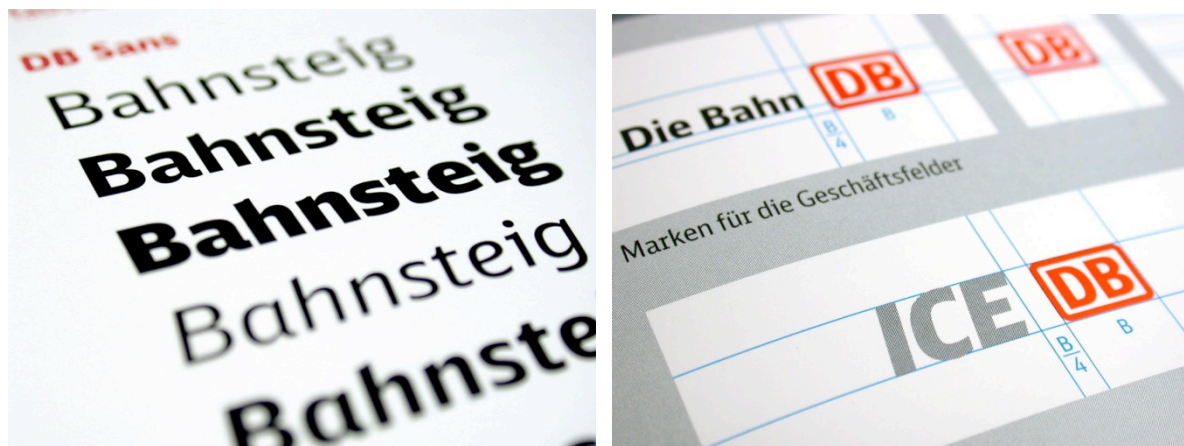 DB Sans
Bahnsteig
Bahnsteig
Bahnsteig
Bahnsteig
Bahnste
DB
Die Bahn DB
B/4 B
Marken für die Geschäftsfelder
ICE DB
B/4 B